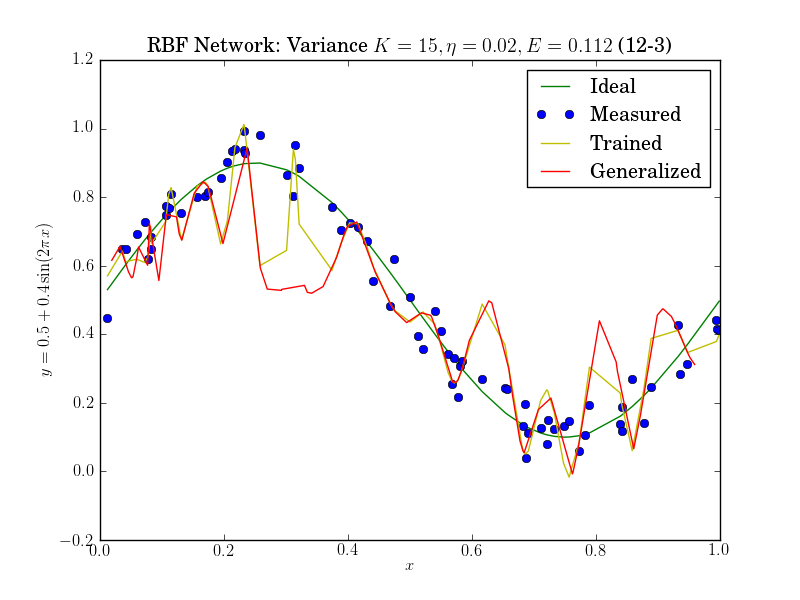 RBF Network: Variance K = 15, η = 0.02, E = 0.112 (12-3)
1.2
Ideal
Measured
Trained
Generalized
1.0
0.8
0.6
0.4
0.2
0.0
−0.2
y = 0.5 + 0.4 sin(2πx)
0.0 0.2 0.4 0.6 0.8 1.0
x